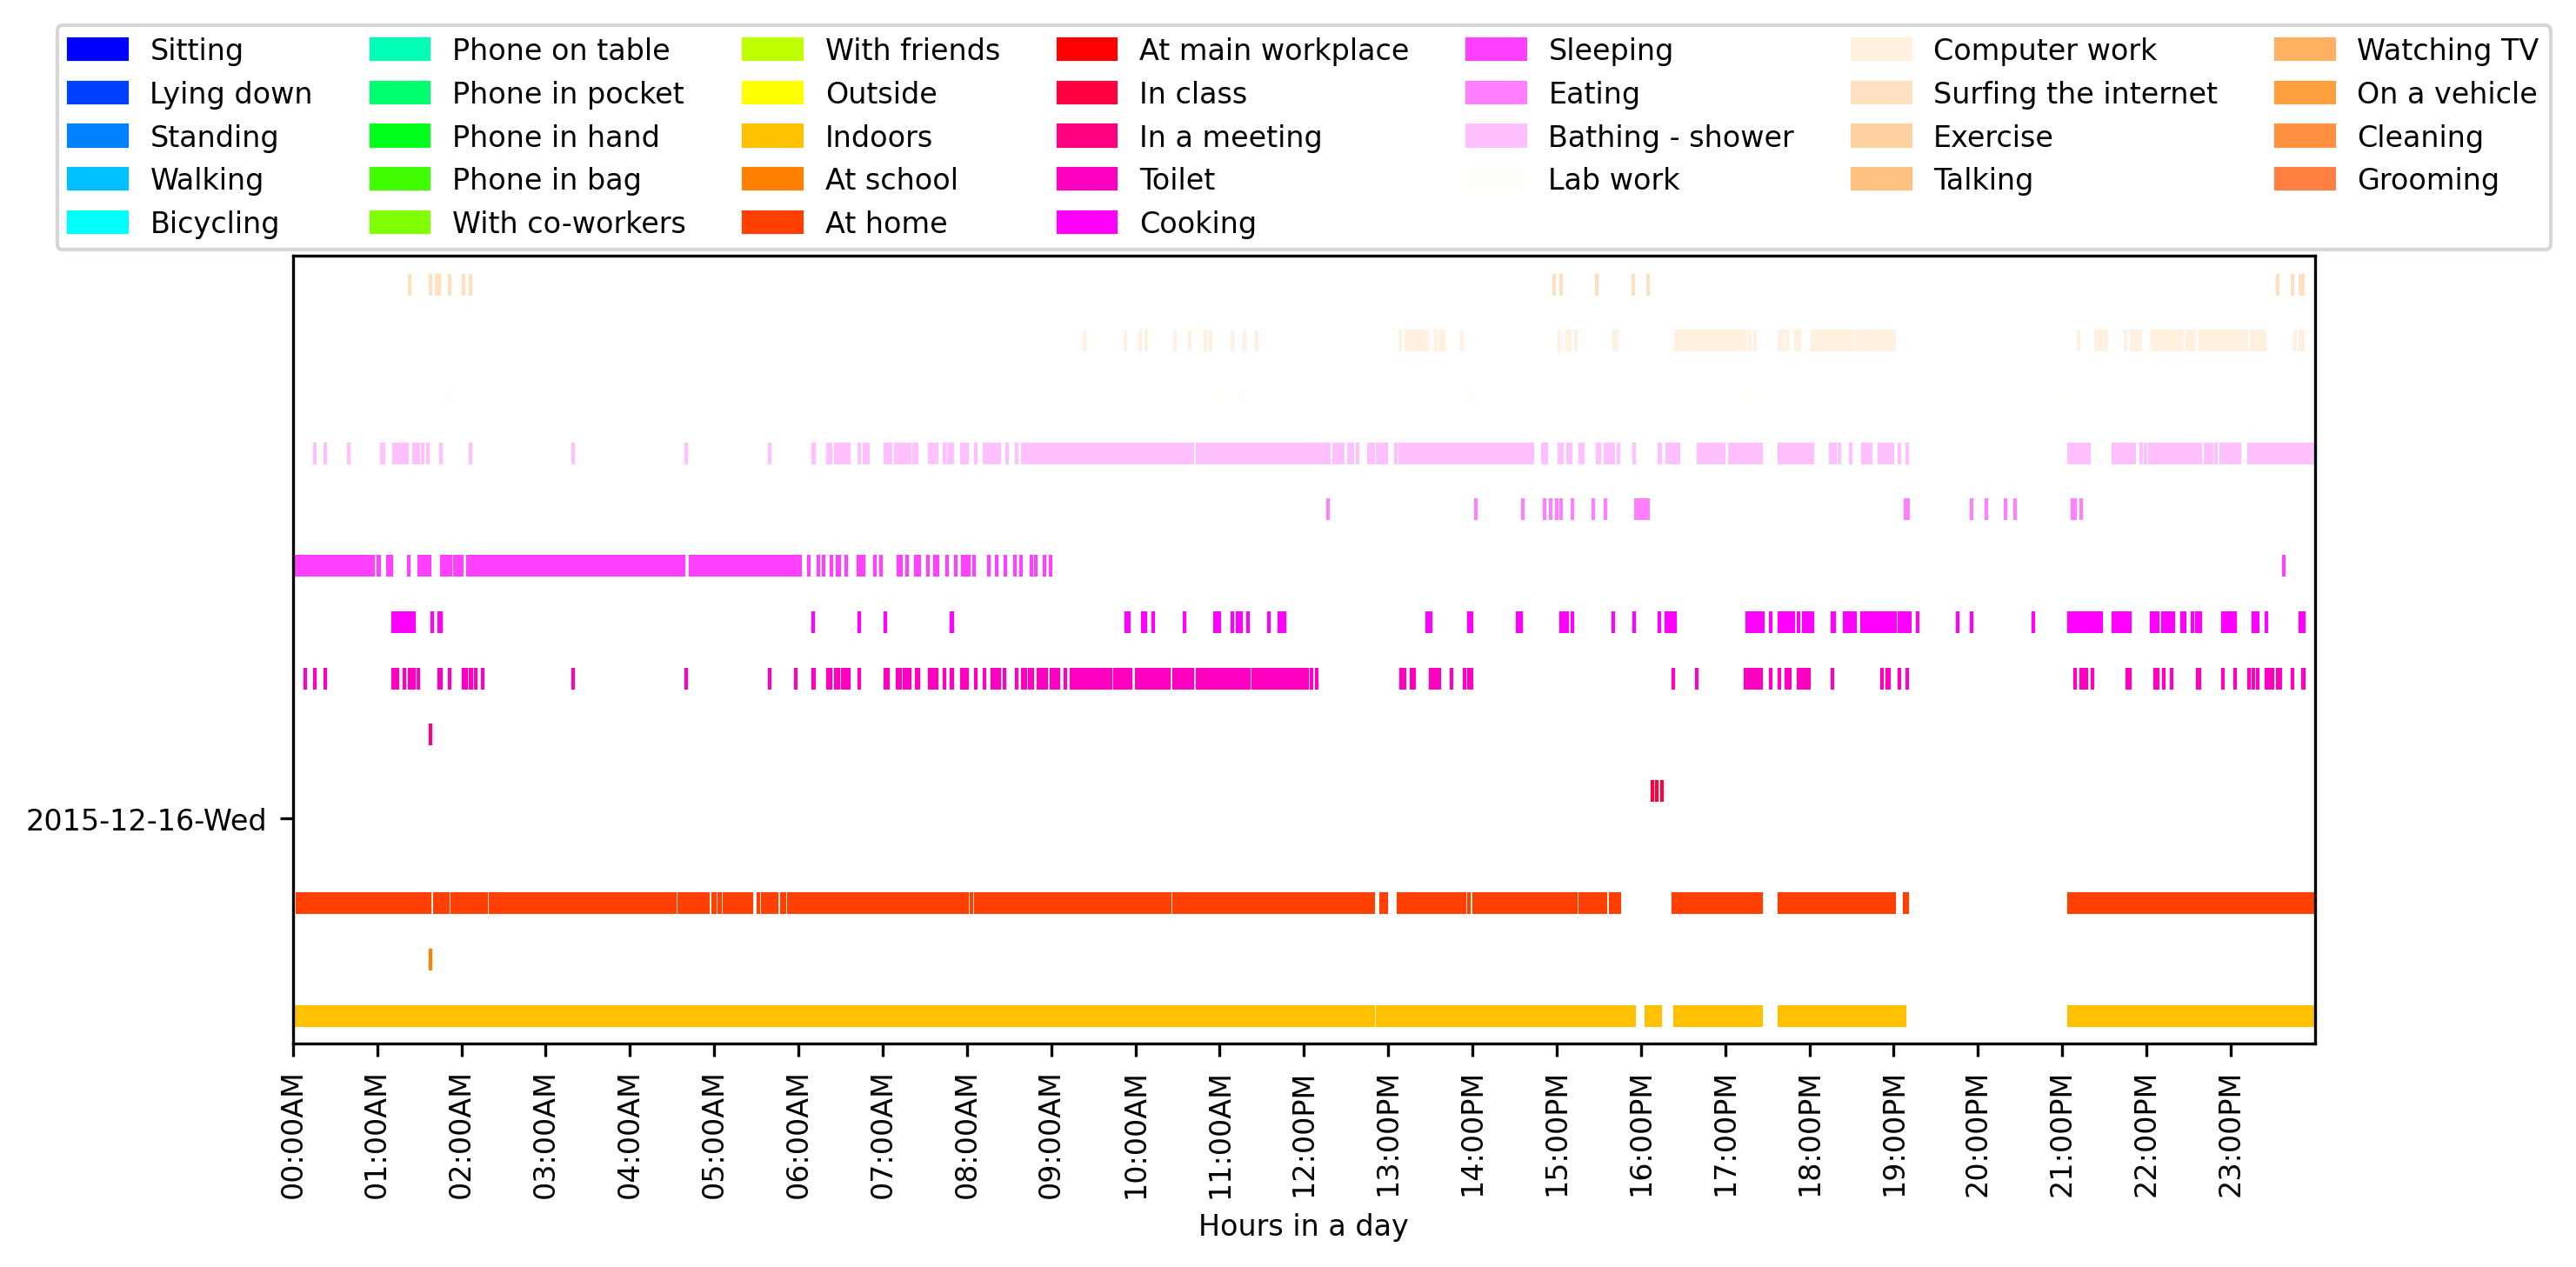 Sitting
Lying down
Standing
Walking
Bicycling
Phone on table
Phone in pocket
Phone in hand
Phone in bag
With co-workers
With friends
Outside
Indoors
At school
At home
At main workplace
In class
In a meeting
Toilet
Cooking
Sleeping
Eating
Bathing - shower
Lab work
Computer work
Surfing the internet
Exercise
Talking
Watching TV
On a vehicle
Cleaning
Grooming
2015-12-16-Wed
00:00AM
01:00AM
02:00AM
03:00AM
04:00AM
05:00AM
06:00AM
07:00AM
08:00AM
09:00AM
10:00AM
11:00AM
12:00PM
13:00PM
14:00PM
15:00PM
16:00PM
17:00PM
18:00PM
19:00PM
20:00PM
21:00PM
22:00PM
23:00PM
Hours in a day